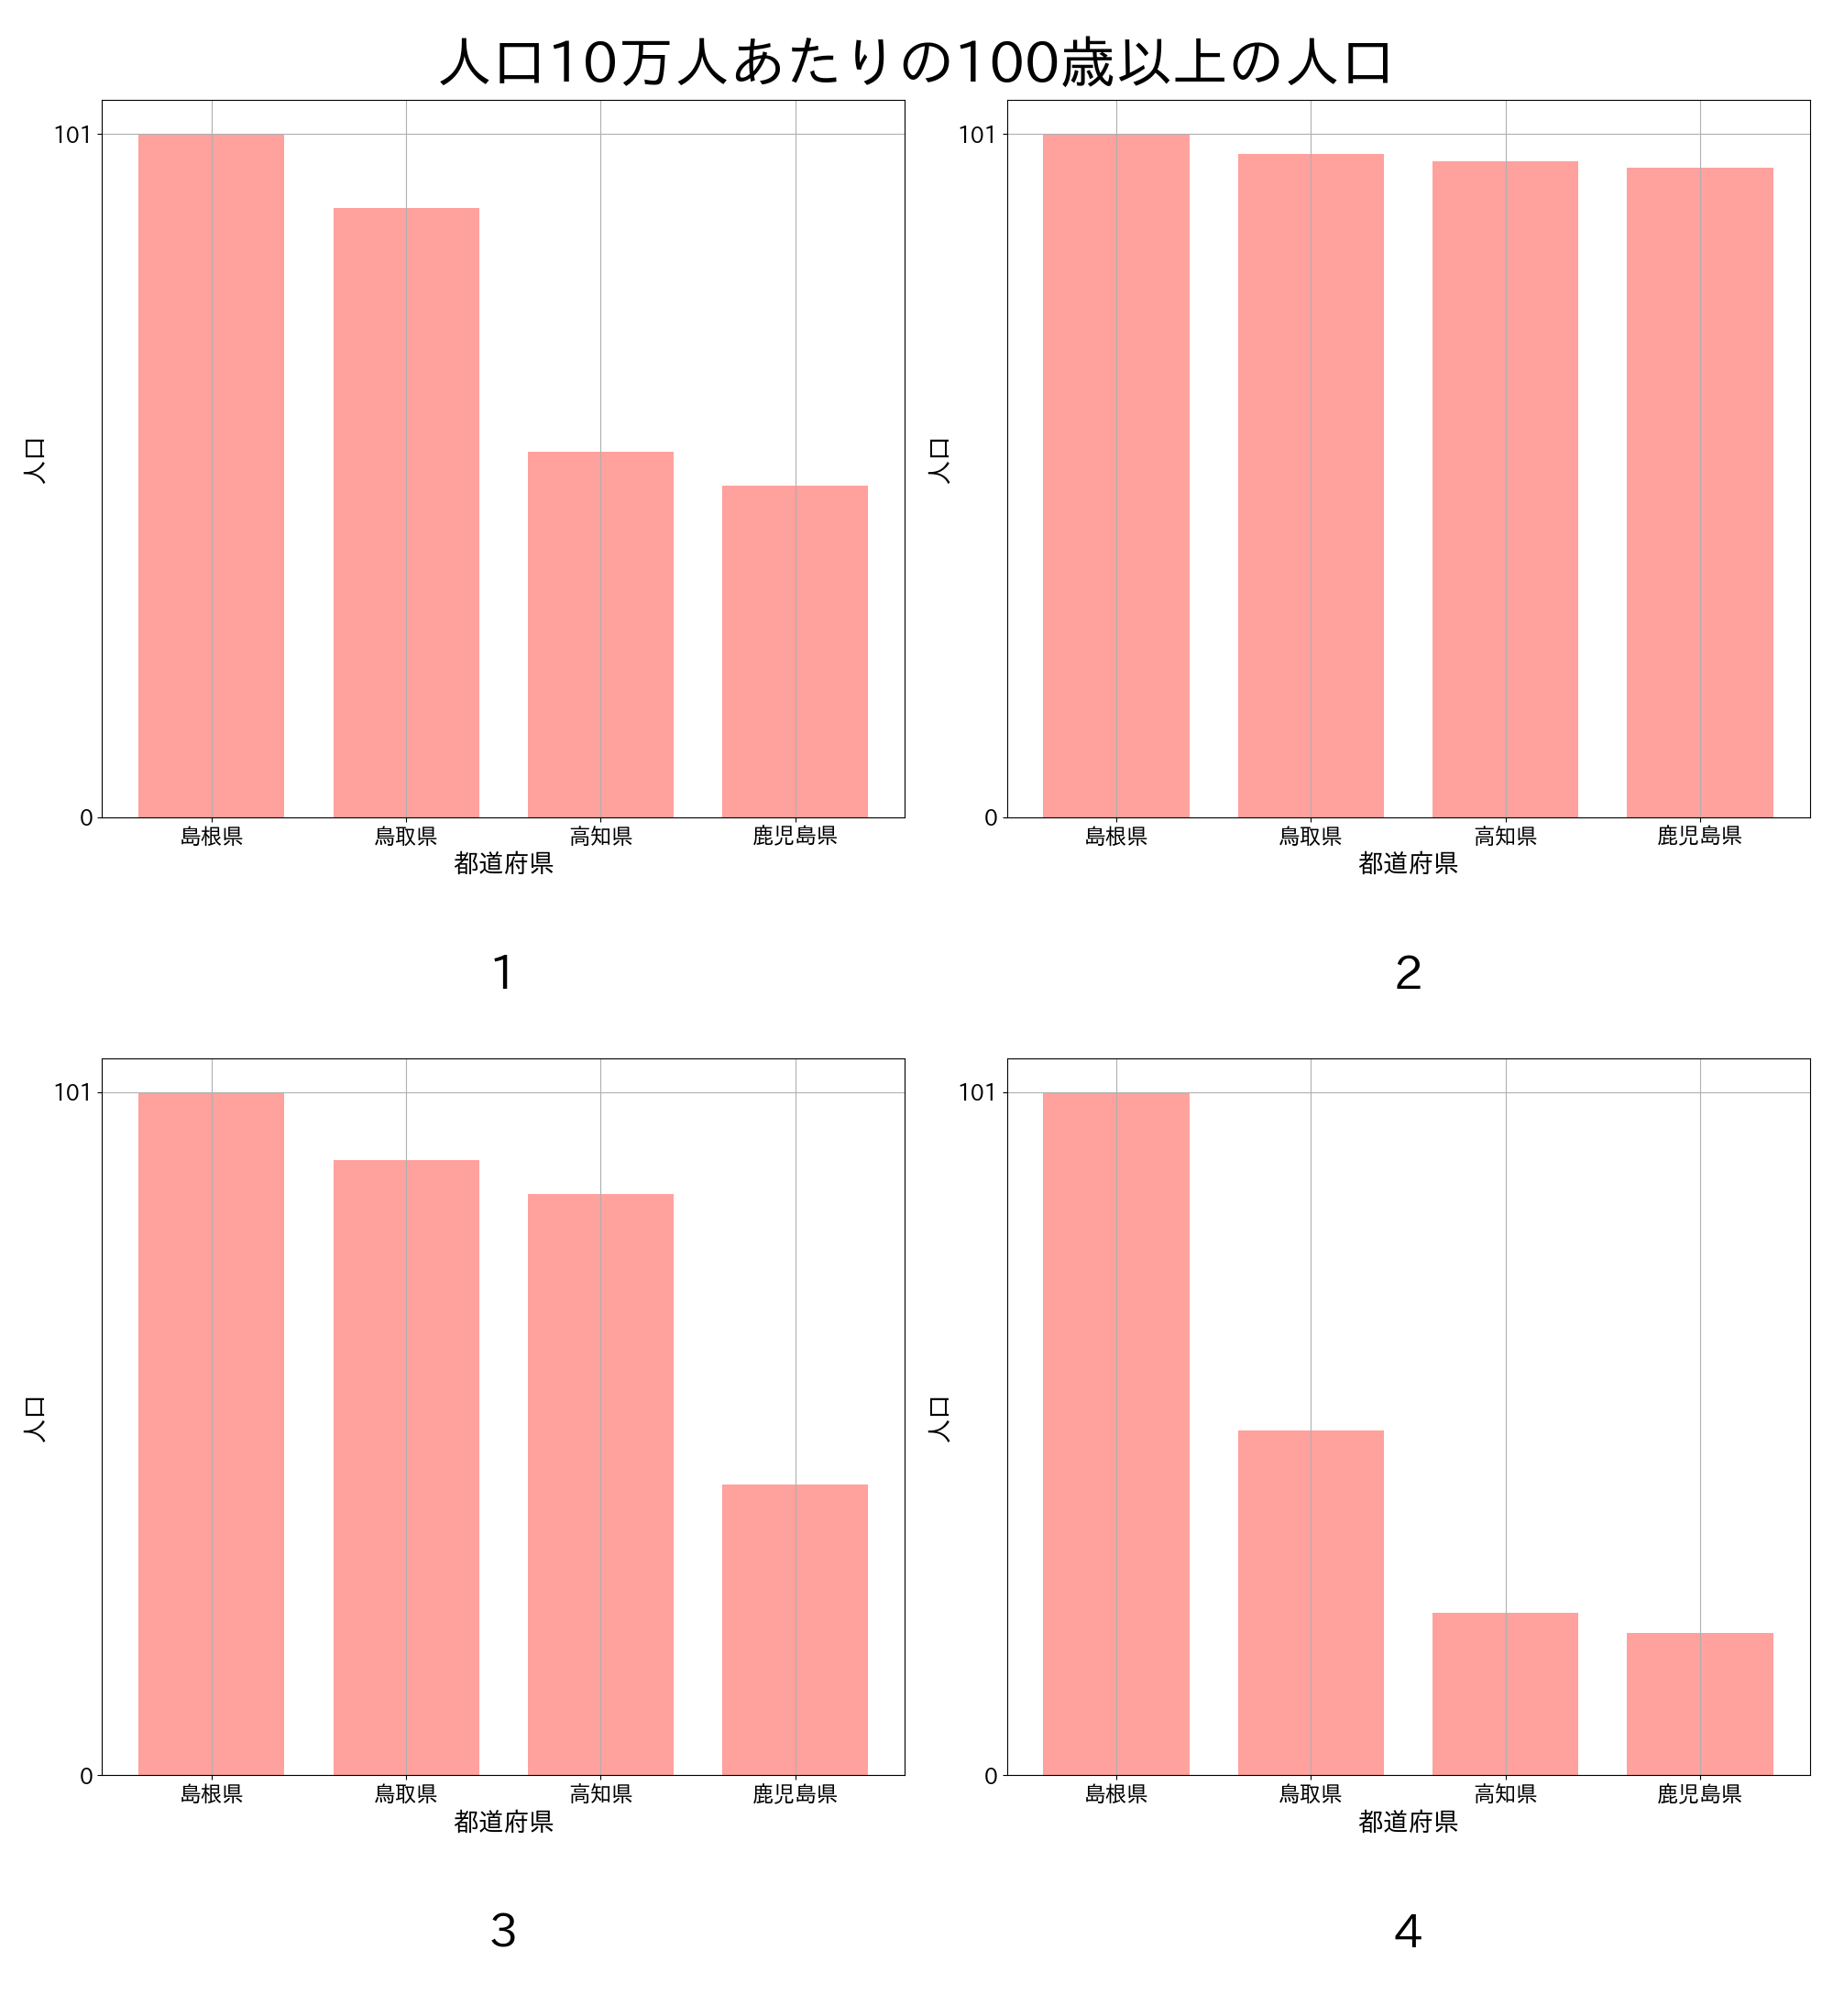 人口10万人あたりの100歳以上の人口
101
0
人口
島根県 鳥取県 高知県 鹿児島県
都道府県
1
101
0
人口
島根県 鳥取県 高知県 鹿児島県
都道府県
2
101
0
人口
島根県 鳥取県 高知県 鹿児島県
都道府県
3
101
0
人口
島根県 鳥取県 高知県 鹿児島県
都道府県
4